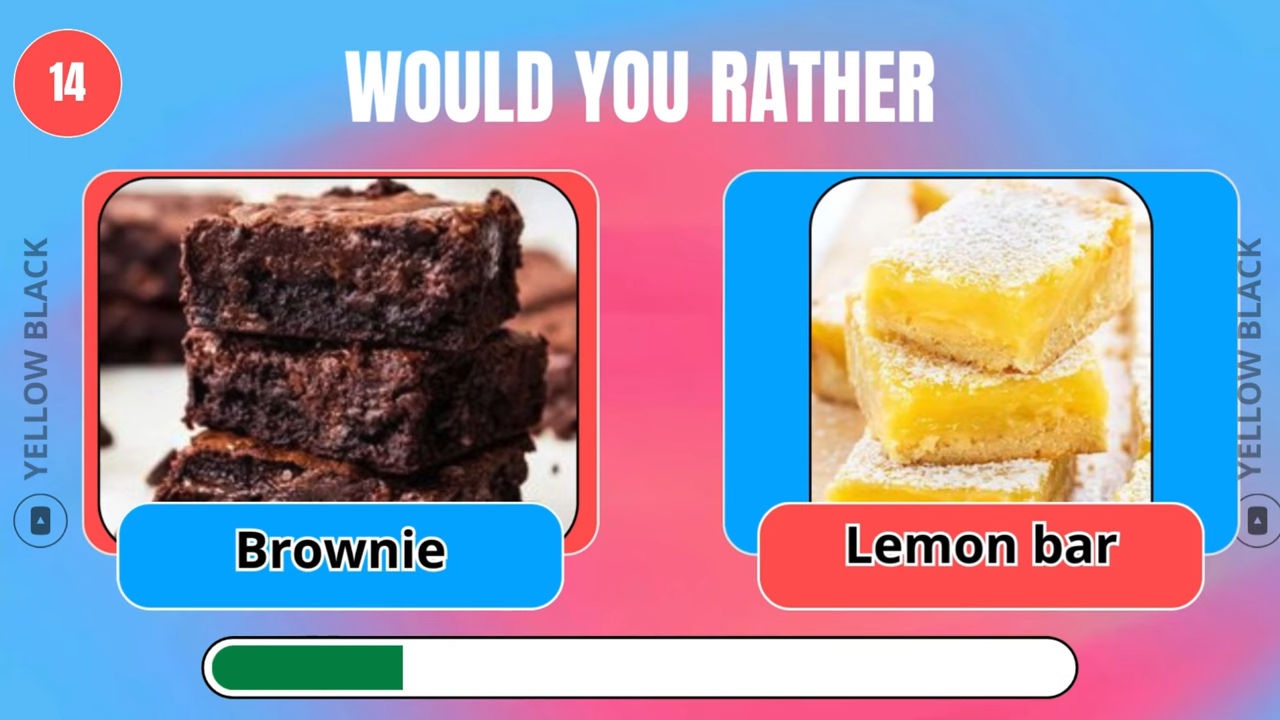 14
WOULD YOU RATHER
YELLOW BLACK
YELLOW BLACK
Brownie
Lemon bar